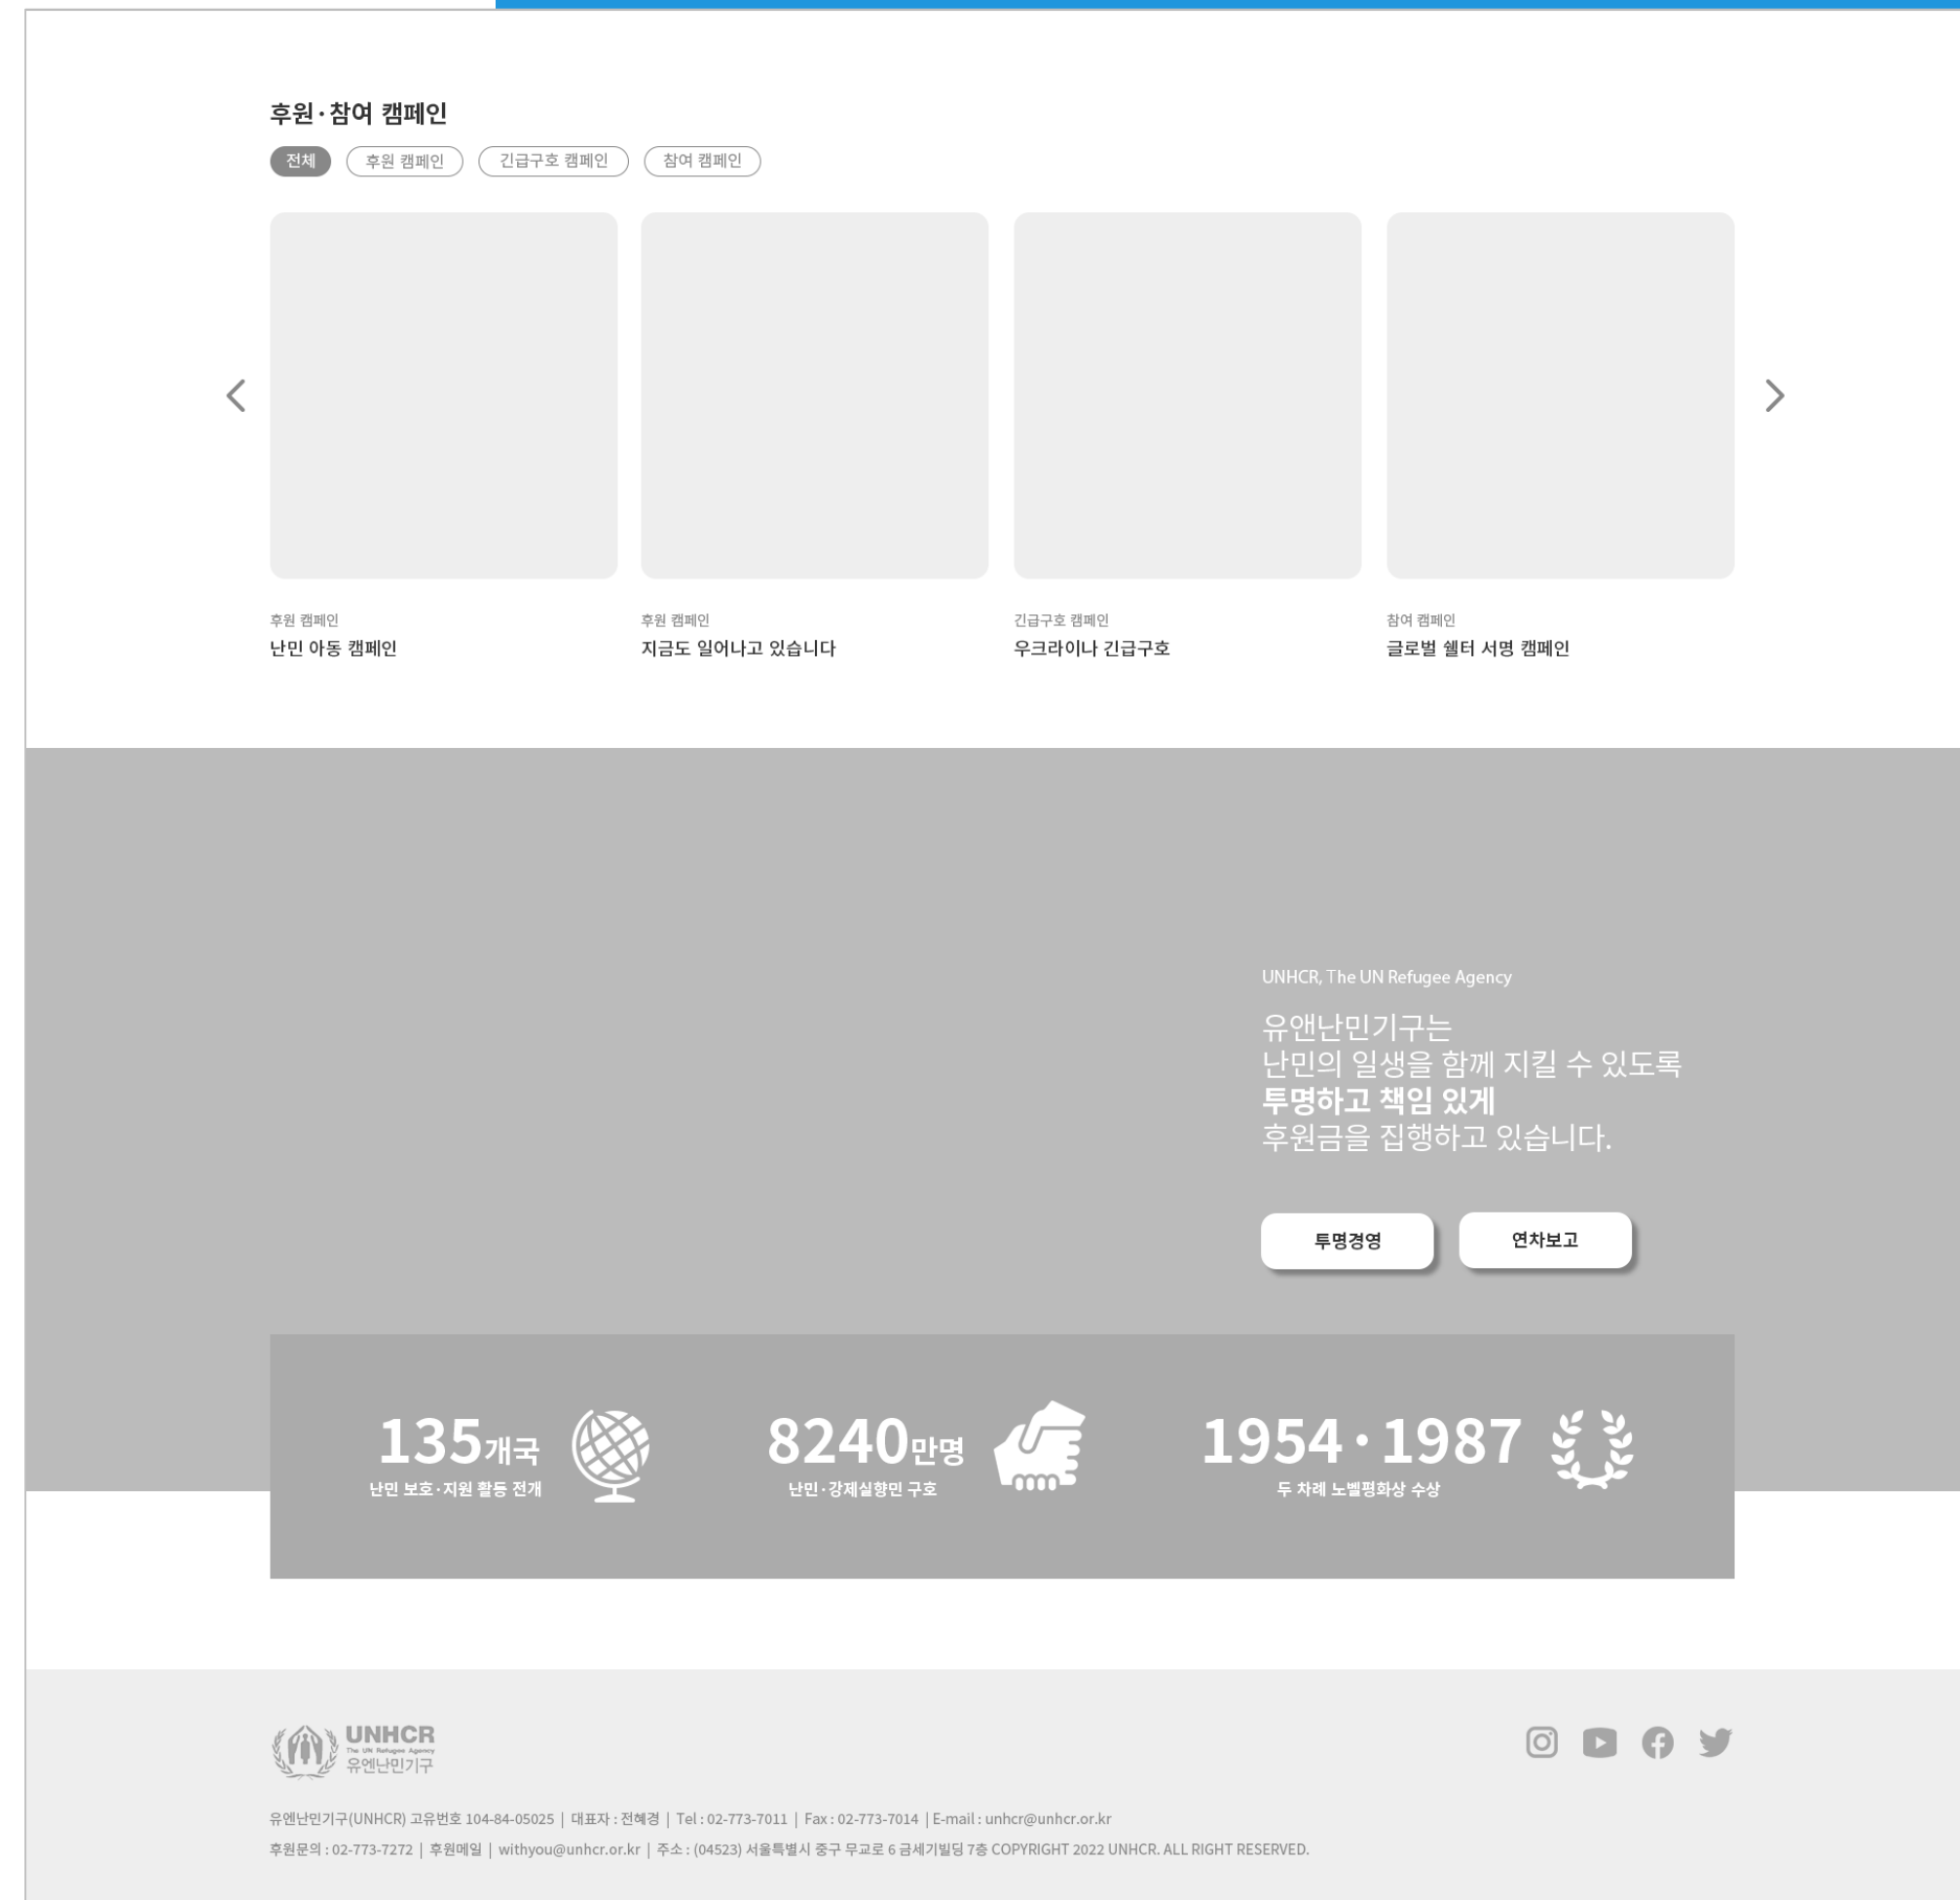 후원·참여 캠페인
전체 후원 캠페인 긴급구호 캠페인 참여 캠페인
후원 캠페인
난민 아동 캠페인
후원 캠페인
지금도 일어나고 있습니다
긴급구호 캠페인
우크라이나 긴급구호
참여 캠페인
글로벌 쉘터 서명 캠페인
UNHCR, The UN Refugee Agency
유앤난민기구는
난민의 일생을 함께 지킬 수 있도록
투명하고 책임 있게
후원금을 집행하고 있습니다.
투명경영 연차보고
135개국
난민 보호·지원 활동 전개
8240만명
난민·강제실향민 구호
1954·1987
두 차례 노벨평화상 수상
UNHCR
The UN Refugee Agency
유엔난민기구
유엔난민기구(UNHCR) 고유번호 104-84-05025 | 대표자 : 전혜경 | Tel : 02-773-7011 | Fax : 02-773-7014 | E-mail : unhcr@unhcr.or.kr
후원문의 : 02-773-7272 | 후원메일 | withyou@unhcr.or.kr | 주소 : (04523) 서울특별시 중구 무교로 6 금세기빌딩 7층 COPYRIGHT 2022 UNHCR. ALL RIGHT RESERVED.